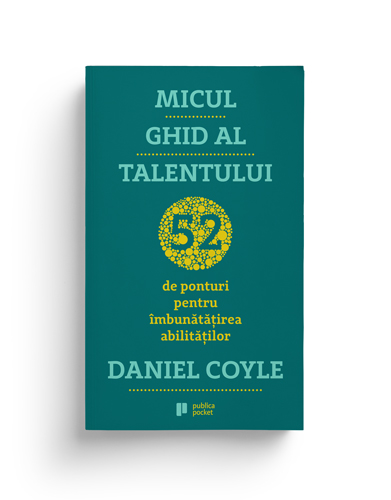 MICUL
GHID AL
TALENTULUI
52
de ponturi
pentru
îmbunătățirea
abilităților
DANIEL COYLE
publica
pocket